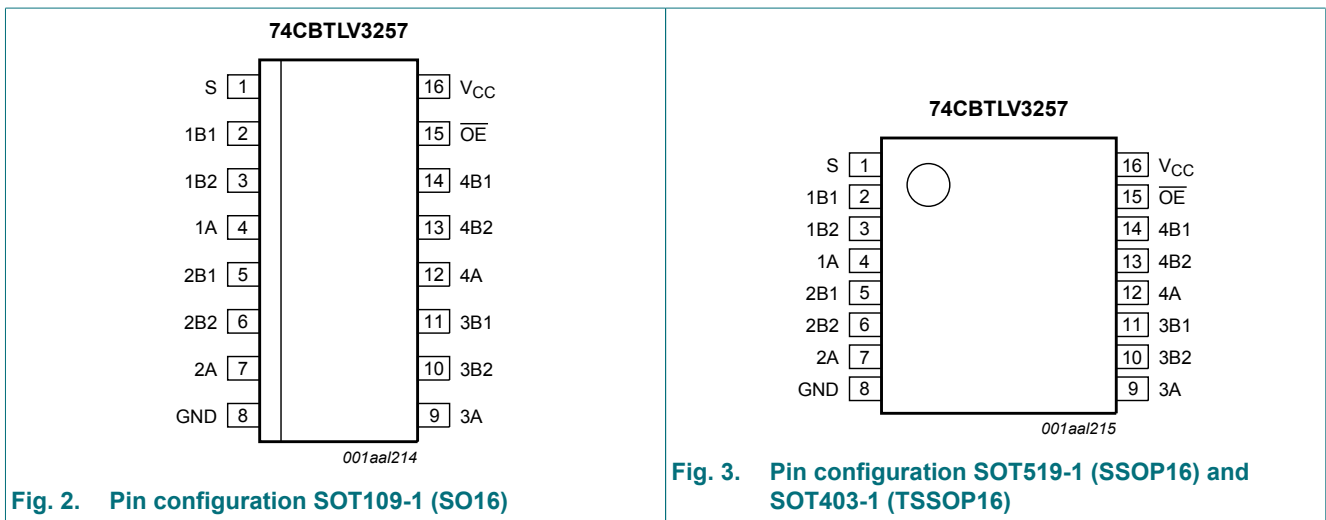 74CBTLV3257
S 1
16 VCC
1B1 2
15 OE
1B2 3
14 4B1
1A 4
13 4B2
2B1 5
12 4A
2B2 6
11 3B1
2A 7
10 3B2
GND 8
9 3A
001aal214
Fig. 2. Pin configuration SOT109-1 (SO16)
74CBTLV3257
S 1
16 VCC
1B1 2
15 OE
1B2 3
14 4B1
1A 4
13 4B2
2B1 5
12 4A
2B2 6
11 3B1
2A 7
10 3B2
GND 8
9 3A
001aal215
Fig. 3. Pin configuration SOT519-1 (SSOP16) and
SOT403-1 (TSSOP16)